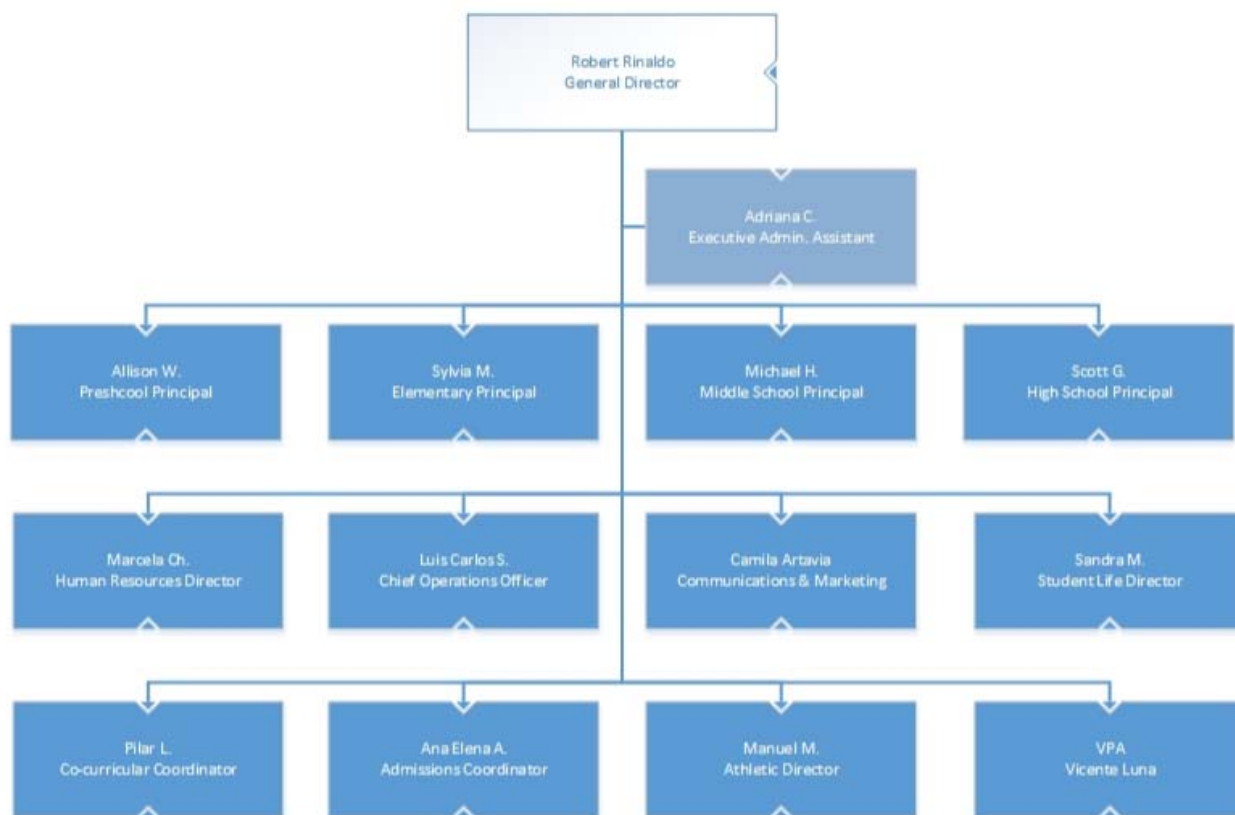 Robert Rinaldo
General Director
Adriana C.
Executive Admin. Assistant
Allison W.
Preshcool Principal
Sylvia M.
Elementary Principal
Michael H.
Middle School Principal
Scott G.
High School Principal
Marcela Ch.
Human Resources Director
Luis Carlos S.
Chief Operations Officer
Camila Artavia
Communications & Marketing
Sandra M.
Student Life Director
Pilar L.
Co-curricular Coordinator
Ana Elena A.
Admissions Coordinator
Manuel M.
Athletic Director
VPA
Vicente Luna